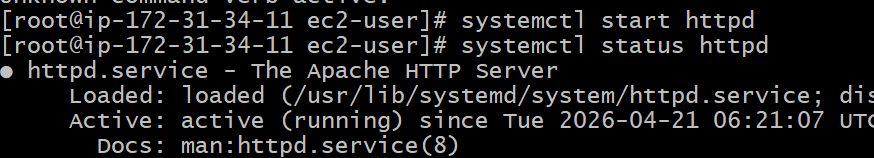 unknown command verb active.
[root@ip-172-31-34-11 ec2-user]# systemctl start httpd
[root@ip-172-31-34-11 ec2-user]# systemctl status httpd
● httpd.service - The Apache HTTP Server
Loaded: loaded (/usr/lib/systemd/system/httpd.service; dis
Active: active (running) since Tue 2026-04-21 06:21:07 UTC
Docs: man:httpd.service(8)